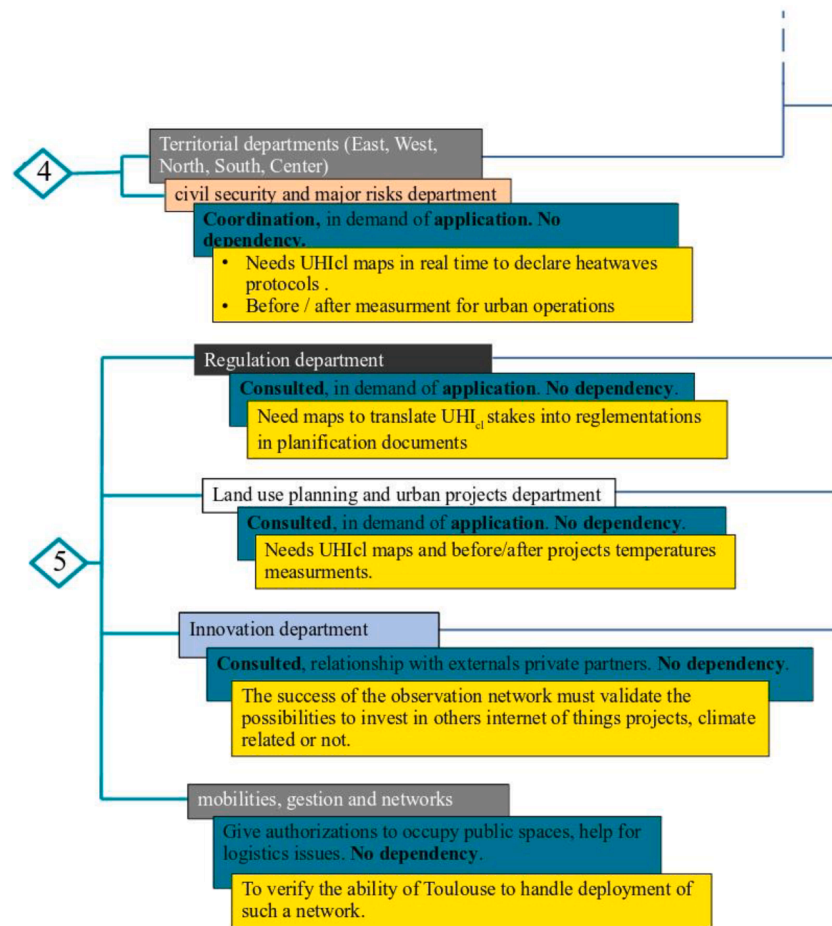 Territorial departments (East, West,
North, South, Center)
4
civil security and major risks department
Coordination, in demand of application. No
dependency.
• Needs UHIcl maps in real time to declare heatwaves
protocols .
• Before / after measurment for urban operations
Regulation department
Consulted, in demand of application. No dependency.
Need maps to translate UHIcl stakes into reglementations
in planification documents
Land use planning and urban projects department
Consulted, in demand of application. No dependency.
Needs UHIcl maps and before/after projects temperatures
measurments.
5
Innovation department
Consulted, relationship with externals private partners. No dependency.
The success of the observation network must validate the
possibilities to invest in others internet of things projects, climate
related or not.
mobilities, gestion and networks
Give authorizations to occupy public spaces, help for
logistics issues. No dependency.
To verify the ability of Toulouse to handle deployment of
such a network.